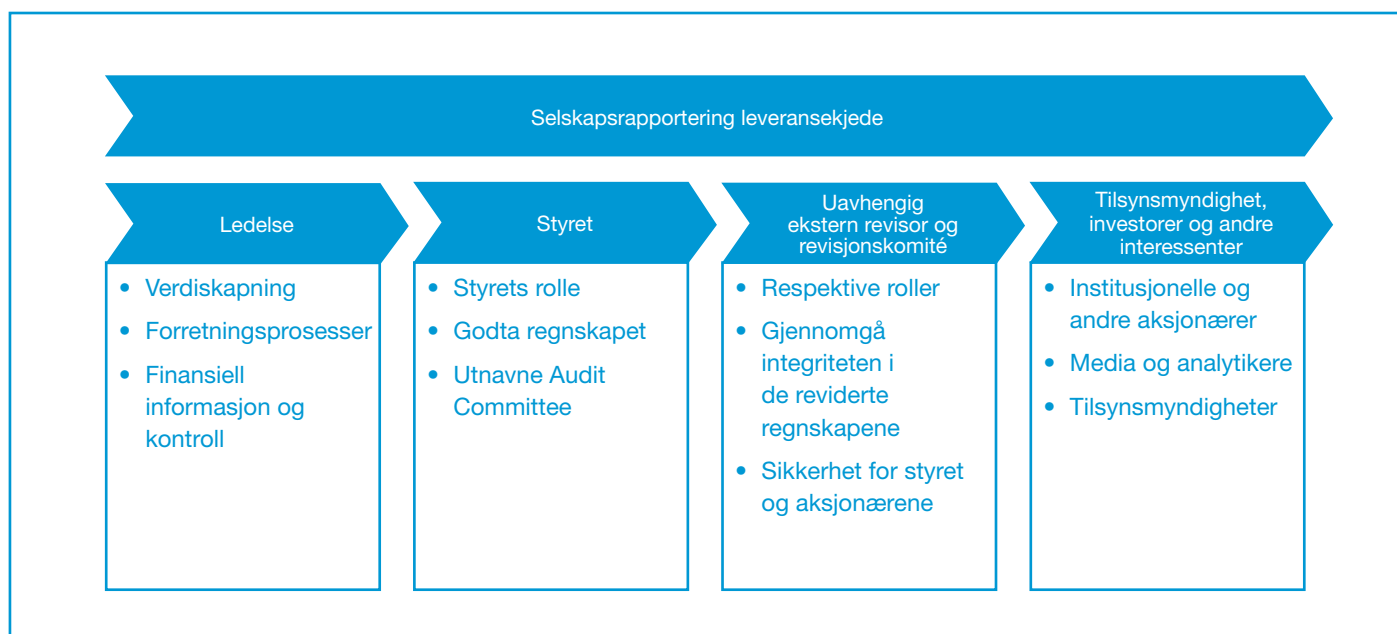 Selskapsrapportering leveransekjede
Ledelse
• Verdiskapning
• Forretningsprosesser
• Finansiell
informasjon og
kontroll
Styret
• Styrets rolle
• Godta regnskapet
• Utnavne Audit
Committee
Uavhengig
ekstern revisor og
revisjonskomité
• Respektive roller
• Gjennomgå
integriteten i
de reviderte
regnskapene
• Sikkerhet for styret
og aksjonærene
Tilsynsmyndighet,
investorer og andre
interessenter
• Institusjonelle og
andre aksjonærer
• Media og analytikere
• Tilsynsmyndigheter